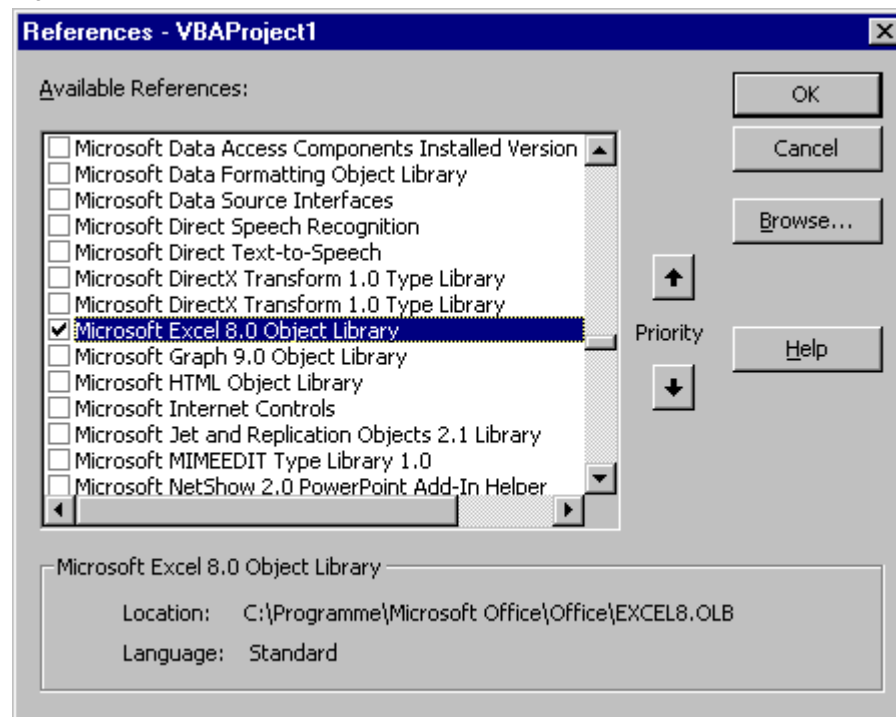 References - VBAProject1
Available References:
OK
Cancel
Browse...
Microsoft Data Access Components Installed Version
Microsoft Data Formatting Object Library
Microsoft Data Source Interfaces
Microsoft Direct Speech Recognition
Microsoft Direct Text-to-Speech
Microsoft DirectX Transform 1.0 Type Library
Microsoft DirectX Transform 1.0 Type Library
Microsoft Excel 8.0 Object Library
Microsoft Graph 9.0 Object Library
Microsoft HTML Object Library
Microsoft Internet Controls
Microsoft Jet and Replication Objects 2.1 Library
Microsoft MIMEEDIT Type Library 1.0
Microsoft NetShow 2.0 PowerPoint Add-In Helper
Priority
Help
Microsoft Excel 8.0 Object Library
Location: C:\Programme\Microsoft Office\Office\EXCEL8.OLB
Language: Standard